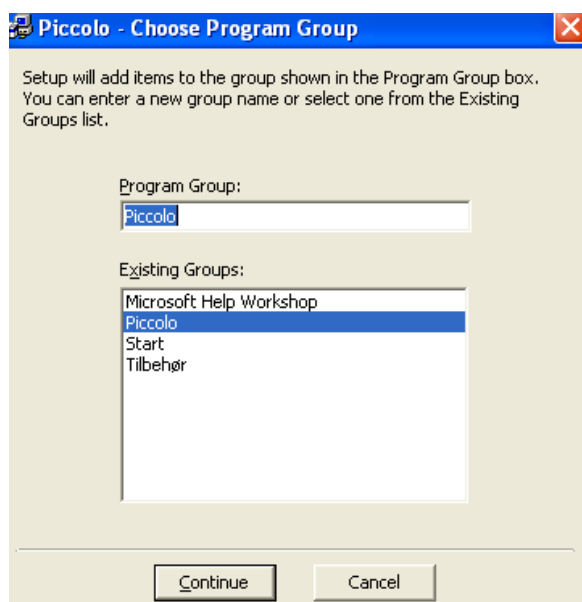 Piccolo - Choose Program Group
Setup will add items to the group shown in the Program Group box.
You can enter a new group name or select one from the Existing
Groups list.
Program Group:
Piccolo
Existing Groups:
Microsoft Help Workshop
Piccolo
Start
Tilbehør
Continue
Cancel